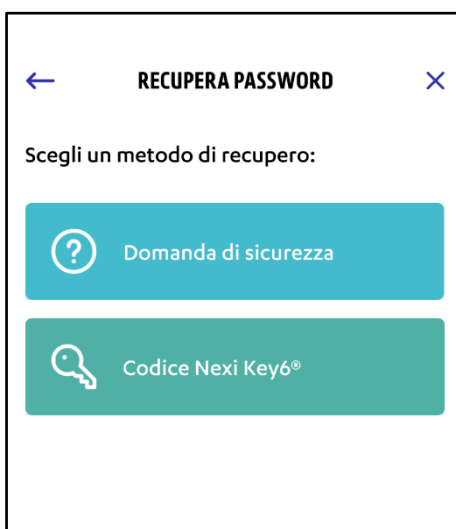 RECUPERA PASSWORD
Scegli un metodo di recupero:
Domanda di sicurezza
Codice Nexi Key6®